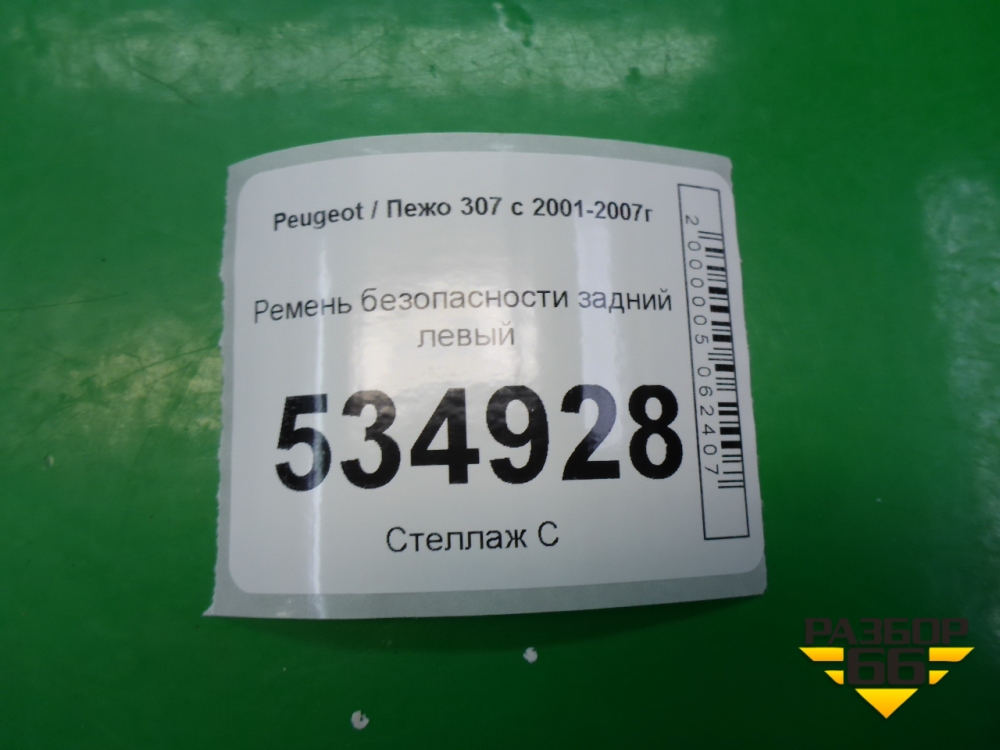 Peugeot / Пежо 307 с 2001-2007г
Ремень безопасности задний
левый
534928
Стеллаж С
2000005062407
РАЗБОР
66